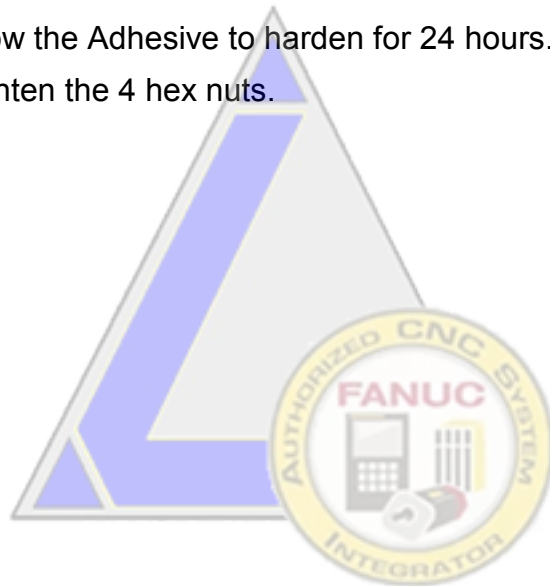 ow the Adhesive to harden for 24 hours.
hten the 4 hex nuts.
AUTHORIZED CNC SYSTEM
FANUC
INTEGRATOR